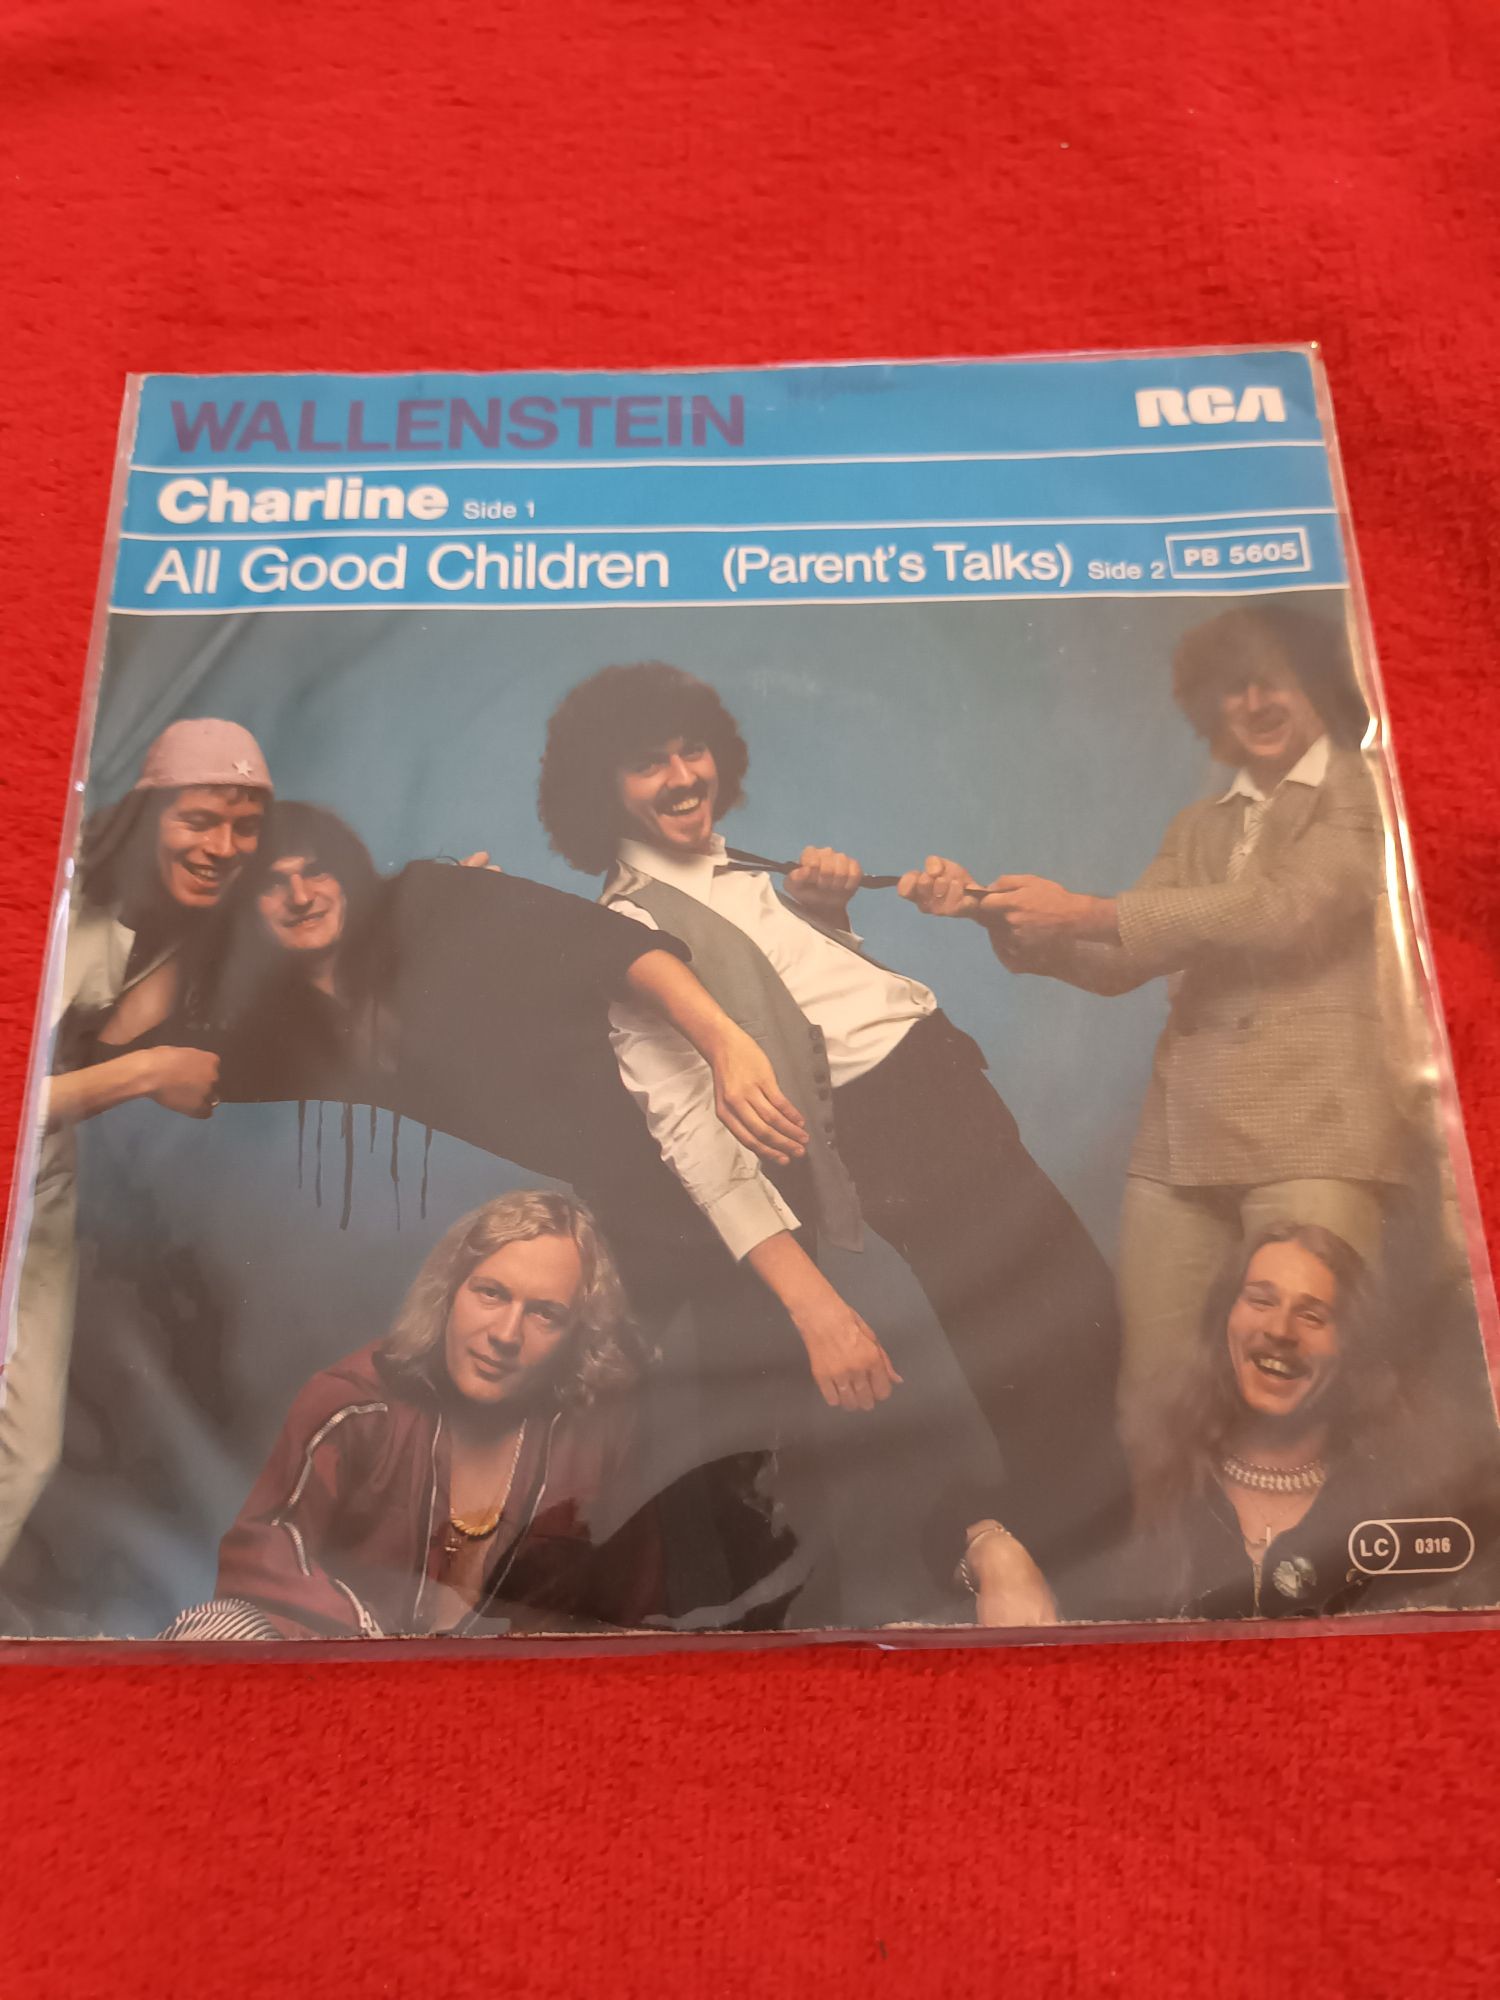 WALLENSTEIN RCA
Charline Side 1
All Good Children (Parent's Talks) Side 2 PB 5605
LC 0316